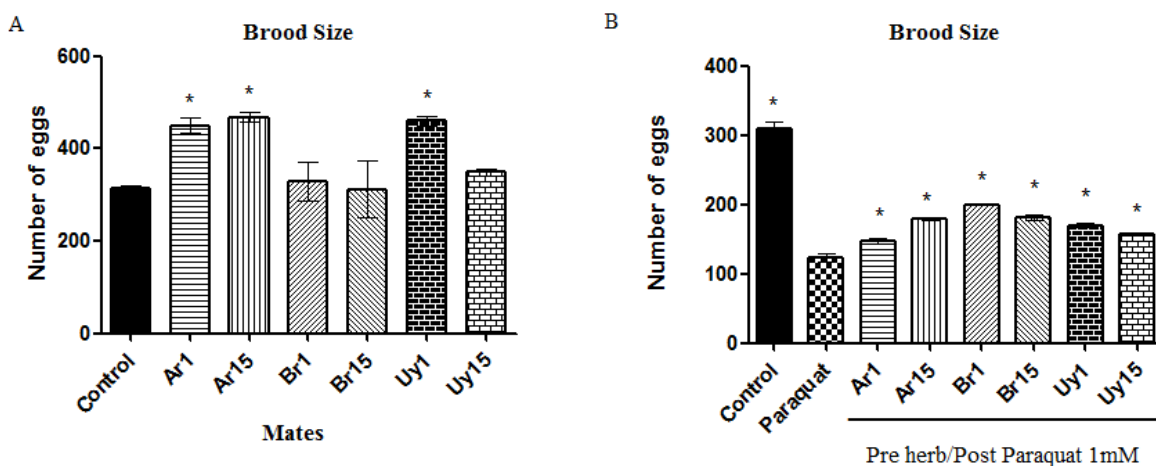 A
Brood Size
600
400
200
0
Number of eggs
* * *
Control Ar1 Ar15 Br1 Br15 Uy1 Uy15
Mates
B
Brood Size
400
300
200
100
0
Number of eggs
* * * * * * *
Control Paraquat Ar1 Ar15 Br1 Br15 Uy1 Uy15
Pre herb/Post Paraquat 1mM